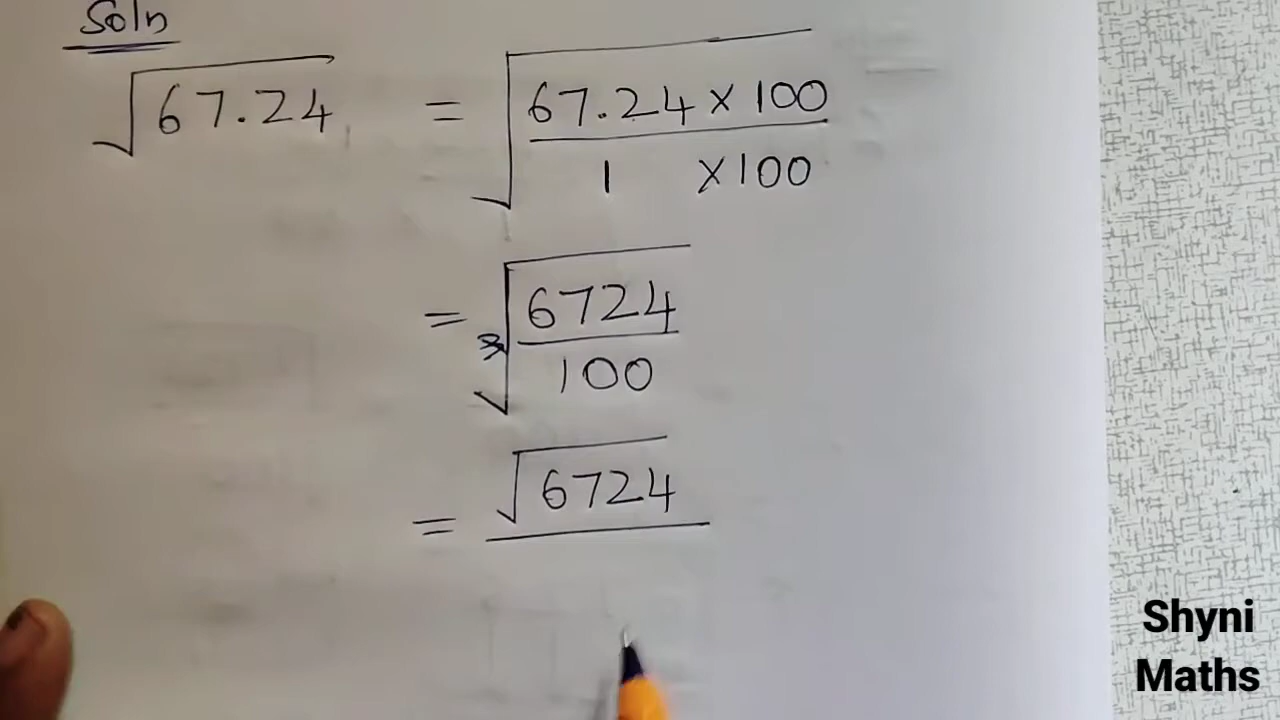 Soln
√67.24 = √(67.24 × 100 / 1 × 100)
= √(6724 / 100)
= √6724
Shyni
Maths